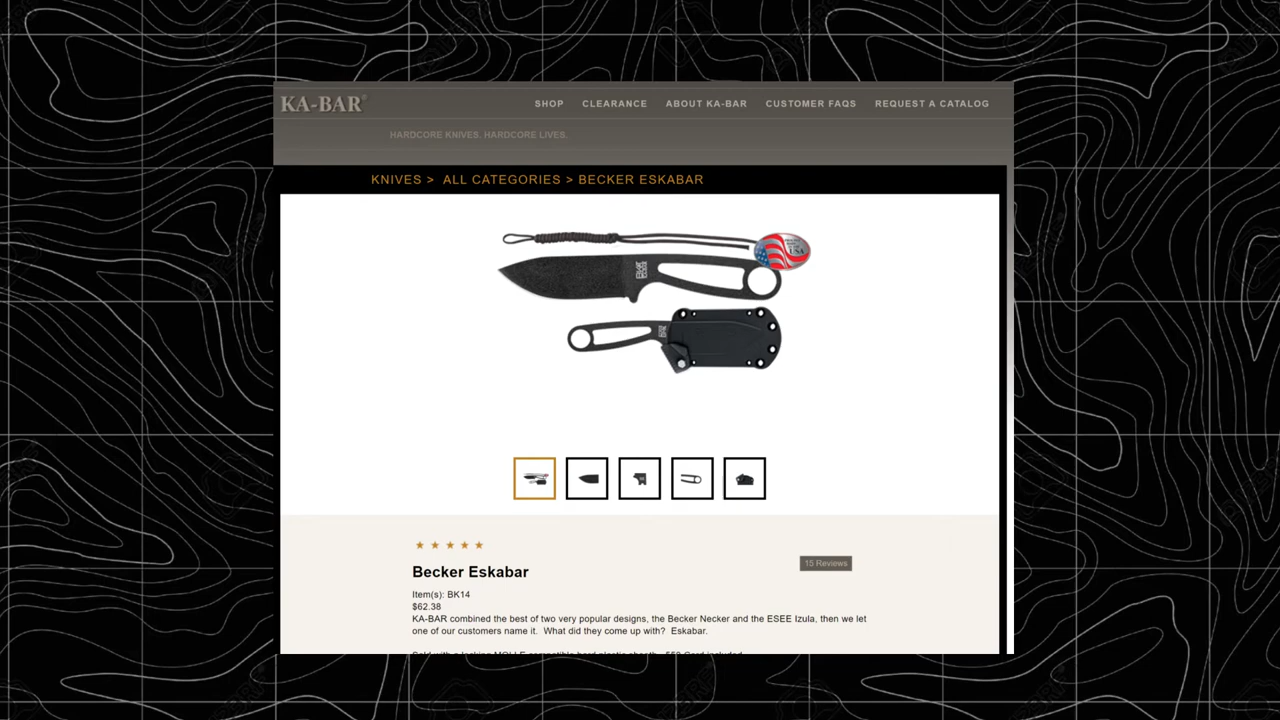 KA-BAR®
SHOP CLEARANCE ABOUT KA-BAR CUSTOMER FAQS REQUEST A CATALOG
HARDCORE KNIVES. HARDCORE LIVES.
KNIVES > ALL CATEGORIES > BECKER ESKABAR
USA
★ ★ ★ ★ ★
15 Reviews
Becker Eskabar
Item(s): BK14
$62.38
KA-BAR combined the best of two very popular designs, the Becker Necker and the ESEE Izula, then we let
one of our customers name it. What did they come up with? Eskabar.